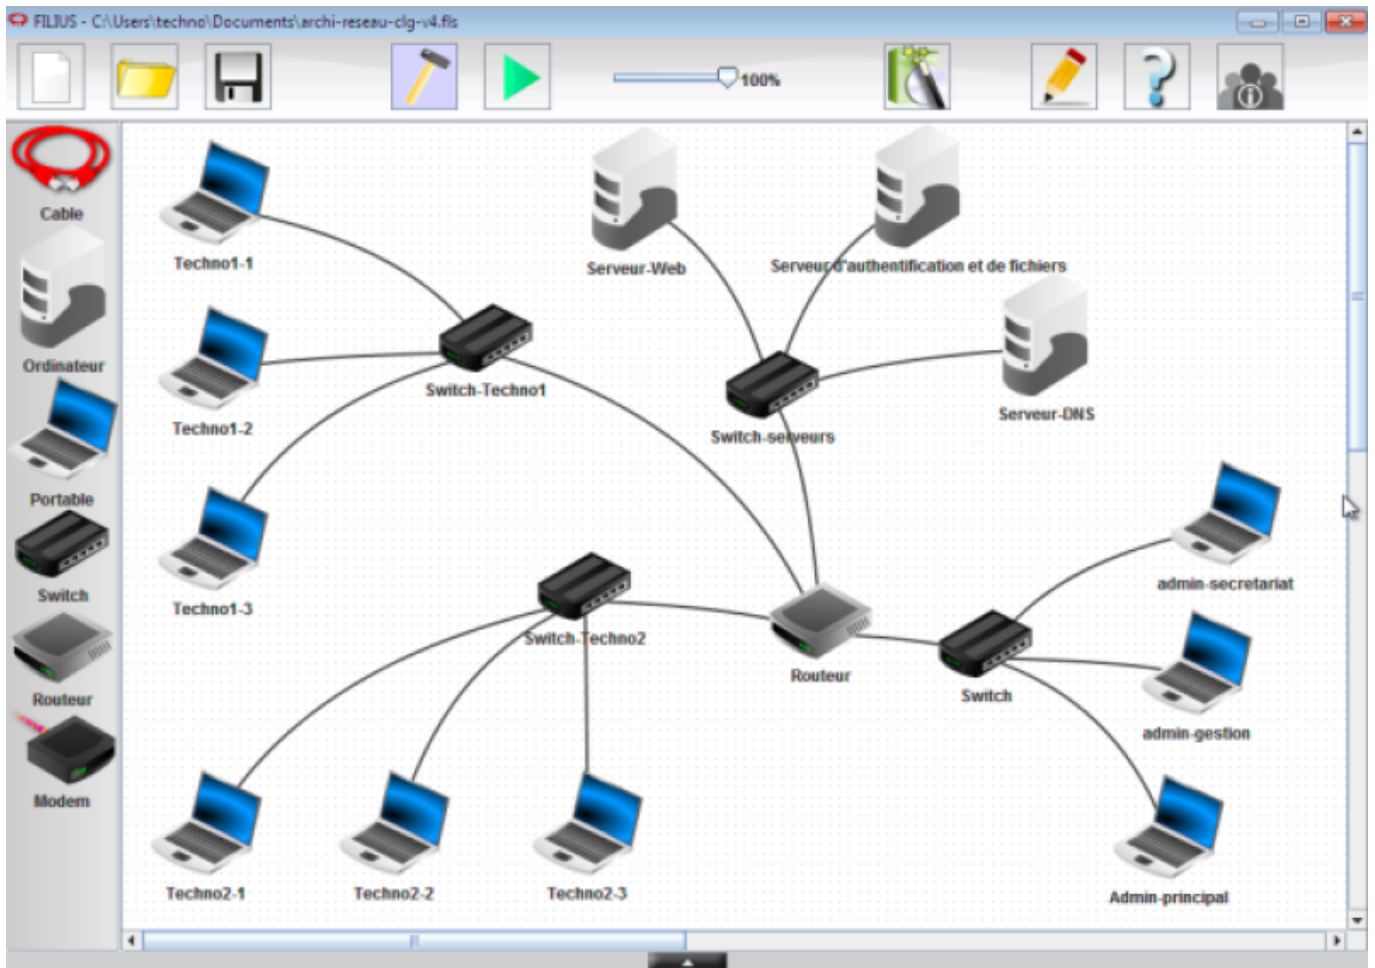 FILIUS - C:\Users\techno\Documents\archi-reseau-clg-v4.fls
100%
Cable
Ordinateur
Portable
Switch
Routeur
Modem
Techno1-1
Serveur-Web
Serveur d'authentification et de fichiers
Switch-Techno1
Serveur-DNS
Techno1-2
Switch-serveurs
admin-secretariat
Techno1-3
Switch-Techno2
Routeur
Switch
admin-gestion
Techno2-1
Techno2-2
Techno2-3
Admin-principal